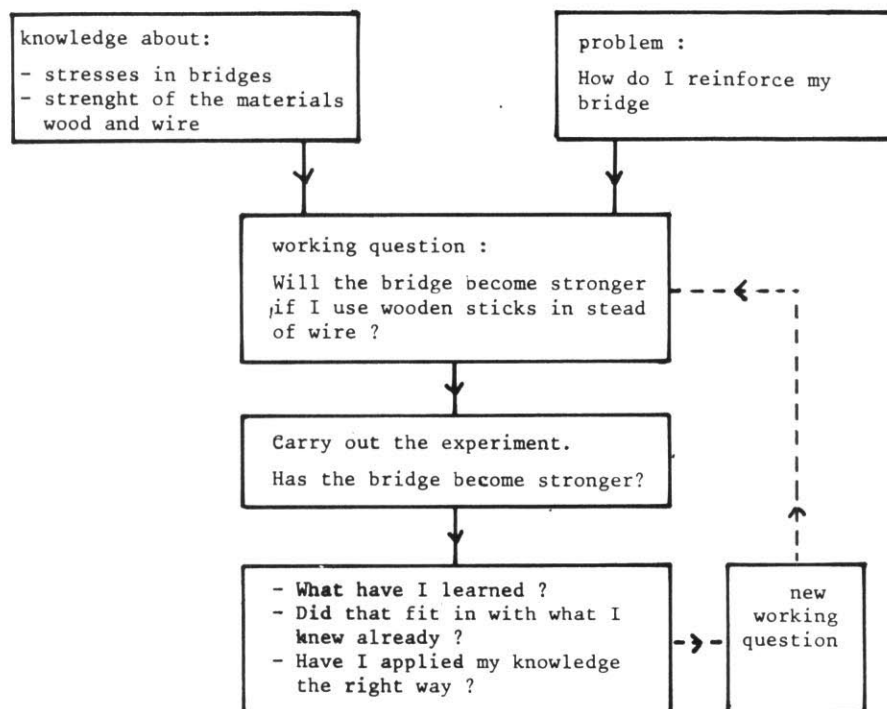 knowledge about:
- stresses in bridges
- strenght of the materials
wood and wire
problem :
How do I reinforce my
bridge
working question :
Will the bridge become stronger
if I use wooden sticks in stead
of wire ?
Carry out the experiment.
Has the bridge become stronger?
- What have I learned ?
- Did that fit in with what I
knew already ?
- Have I applied my knowledge
the right way ?
new
working
question